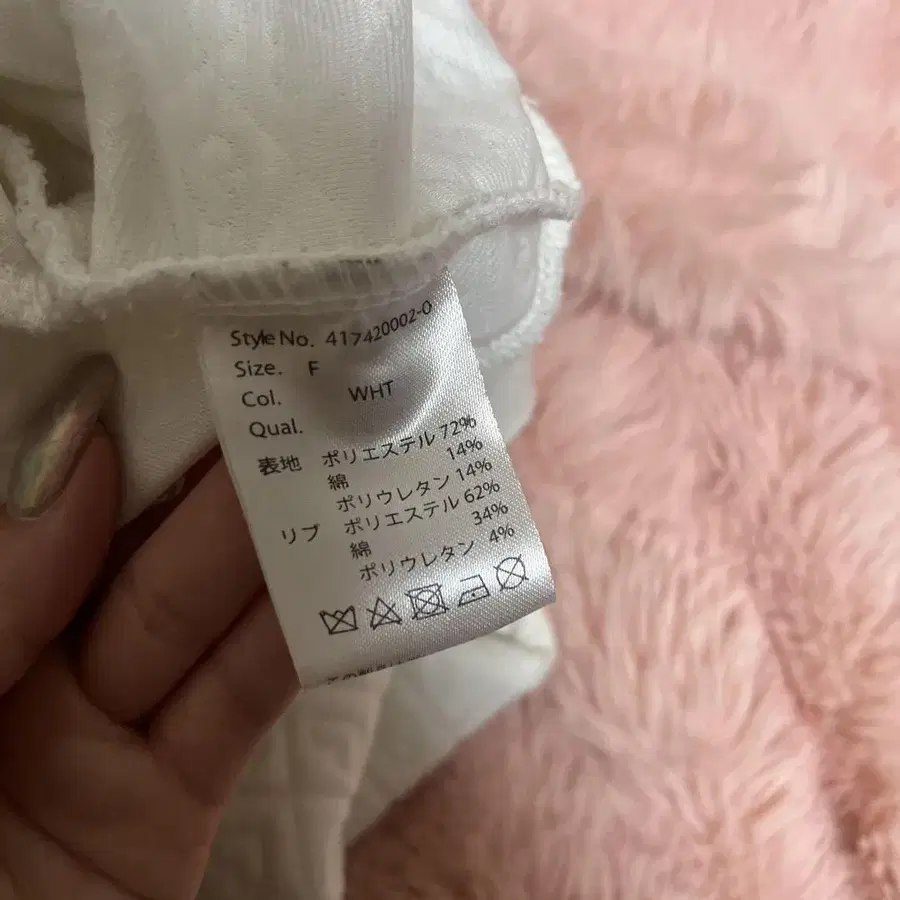 Style No. 417420002-0
Size. F
Col. WHT
Qual.
表地 ポリエステル 72%
綿 14%
ポリウレタン 14%
リブ ポリエステル 62%
綿 34%
ポリウレタン 4%
この